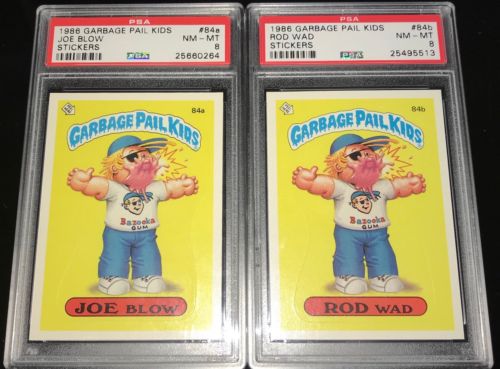 PSA
1986 GARBAGE PAIL KIDS #84a
JOE BLOW NM-MT
STICKERS PSA 8
25660264
84a
GARBAGE PAIL KIDS
Bazooka
GUM
JOE BLOW
PSA
1986 GARBAGE PAIL KIDS #84b
ROD WAD NM-MT
STICKERS PSA 8
25495513
84b
GARBAGE PAIL KIDS
Bazooka
GUM
ROD WAD